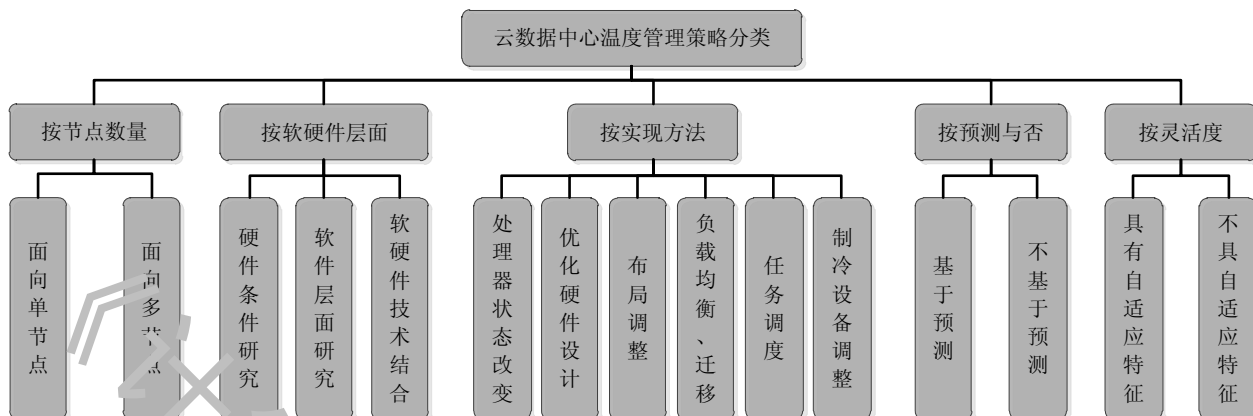 云数据中心温度管理策略分类
按节点数量
按软硬件层面
按实现方法
按预测与否
按灵活度
面向单节点
面向多节点
硬件条件研究
软件层面研究
软硬件技术结合
处理器状态改变
优化硬件设计
布局调整
负载均衡、迁移
任务调度
制冷设备调整
基于预测
不基于预测
具有自适应特征
不具自适应特征